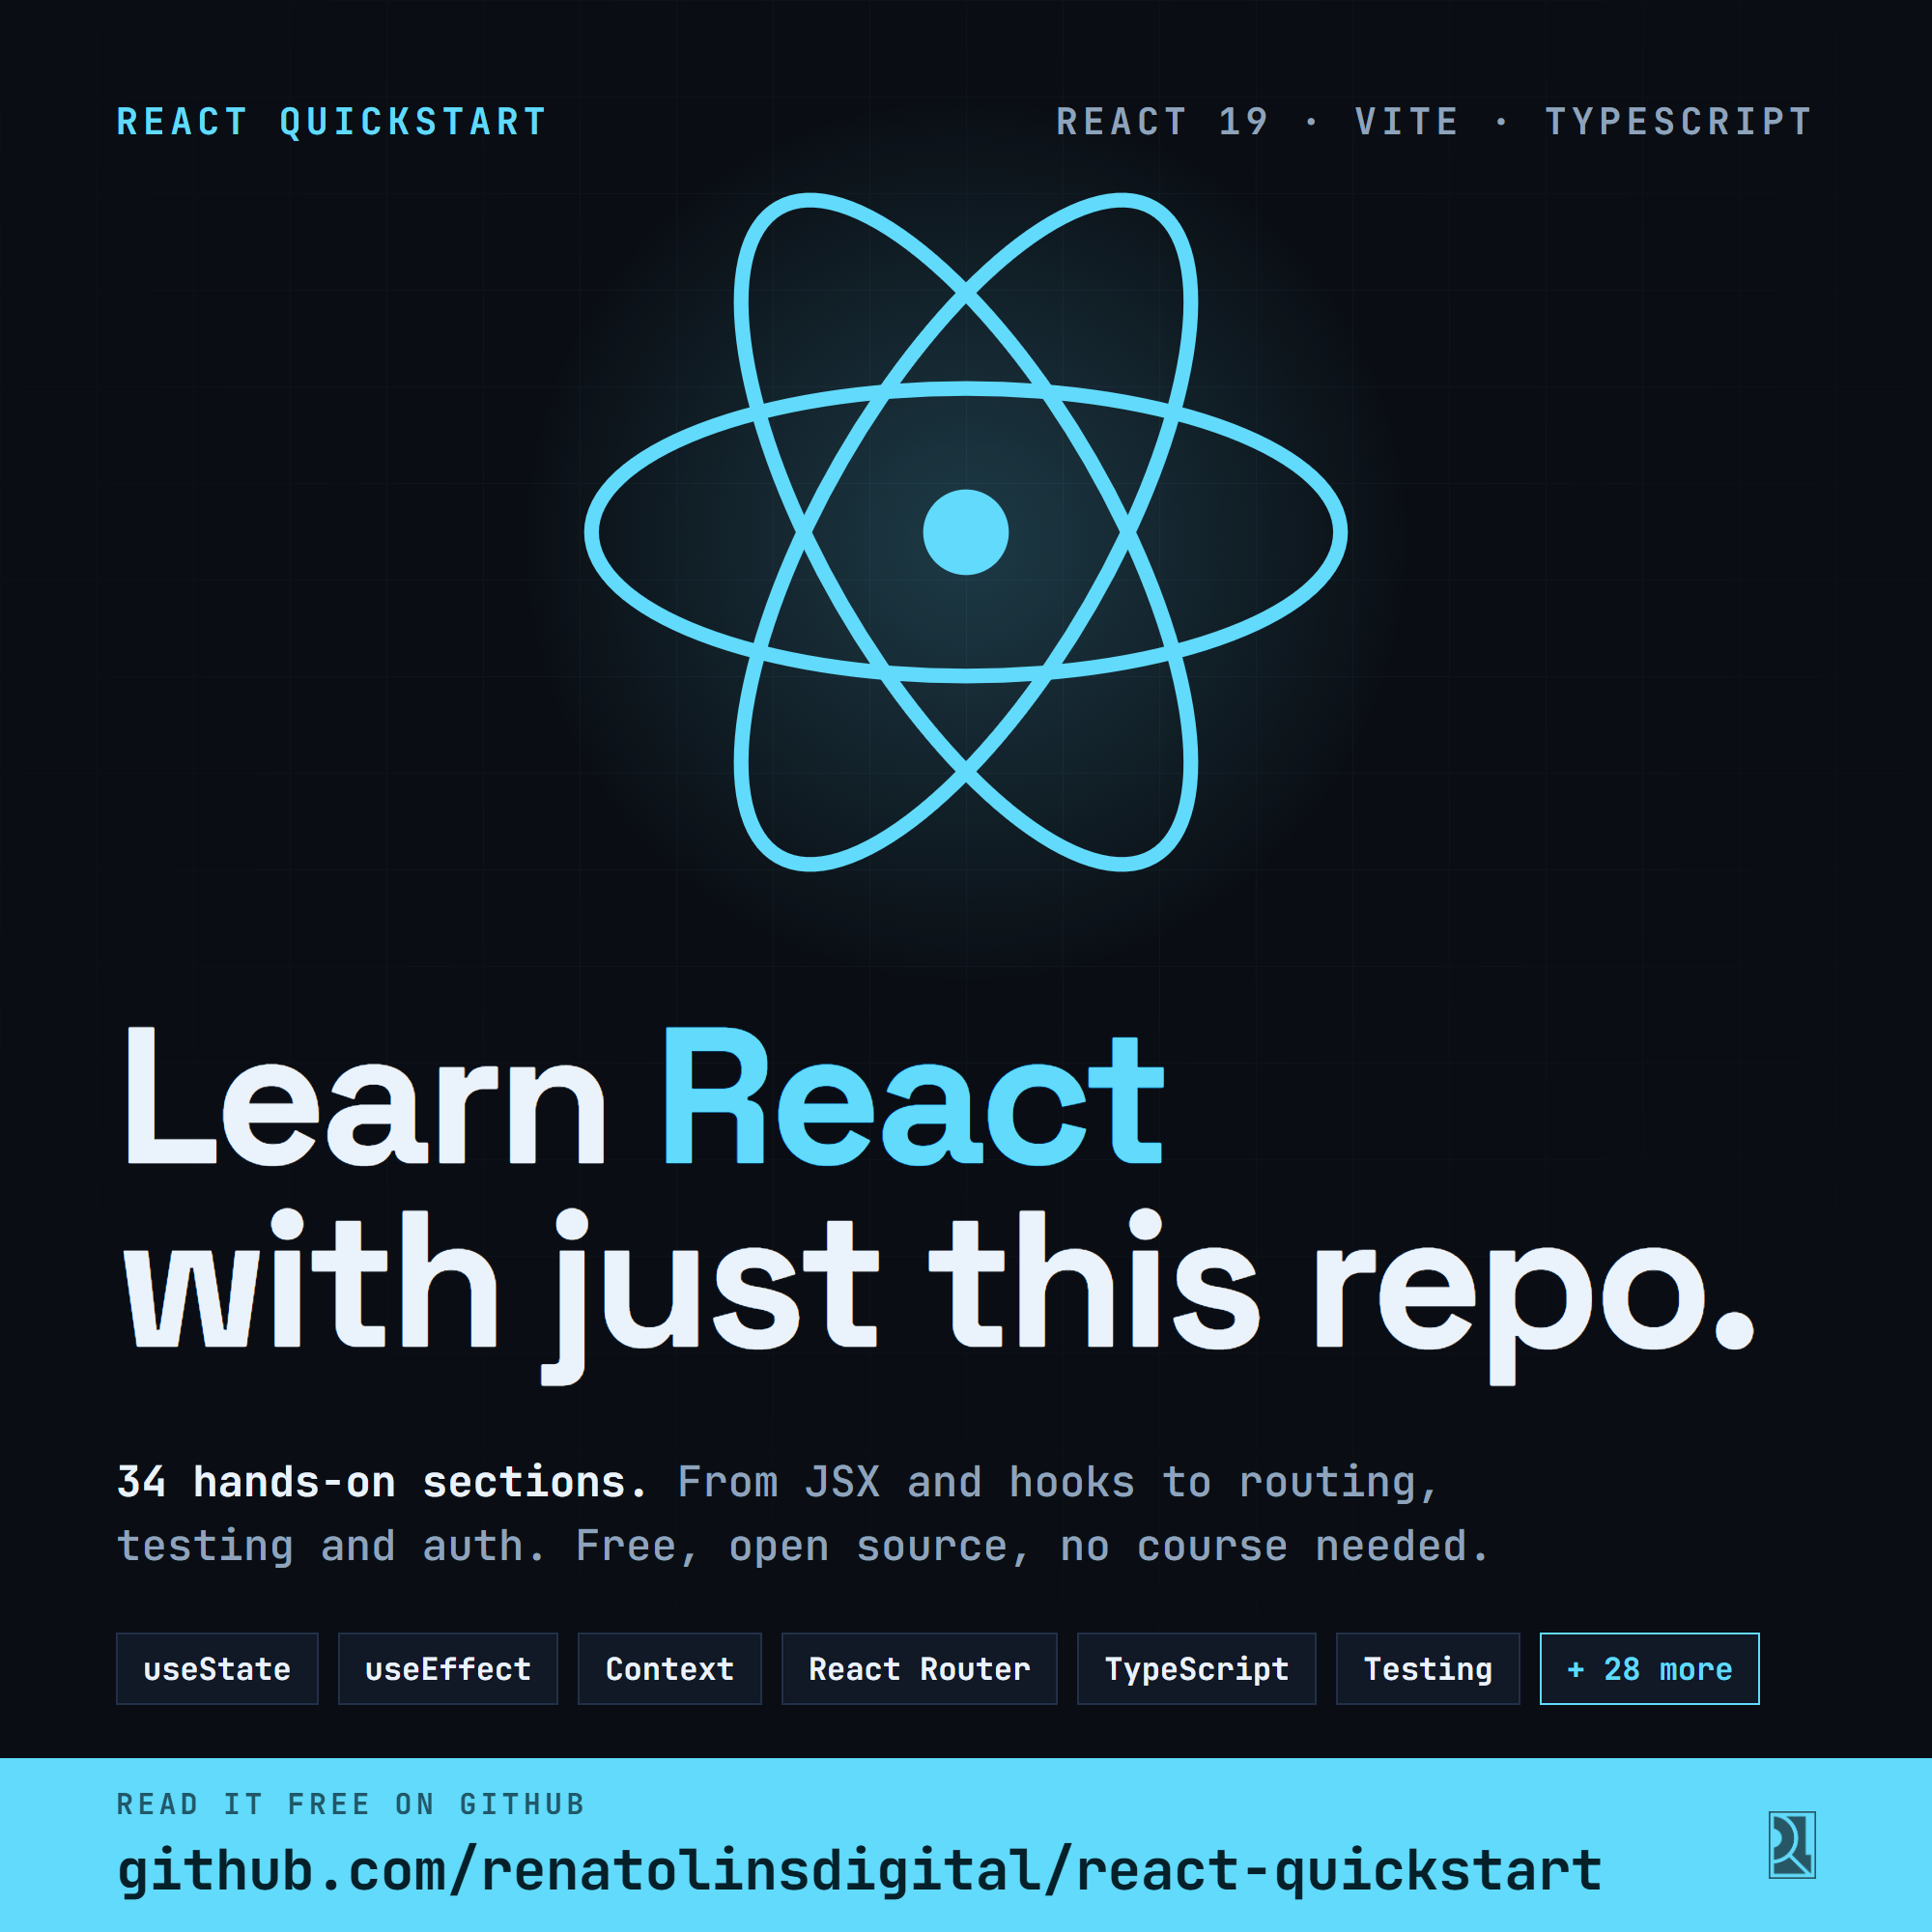 REACT QUICKSTART
REACT 19 · VITE · TYPESCRIPT
Learn React
with just this repo.
34 hands-on sections. From JSX and hooks to routing,
testing and auth. Free, open source, no course needed.
useState
useEffect
Context
React Router
TypeScript
Testing
+ 28 more
READ IT FREE ON GITHUB
github.com/renatolinsdigital/react-quickstart